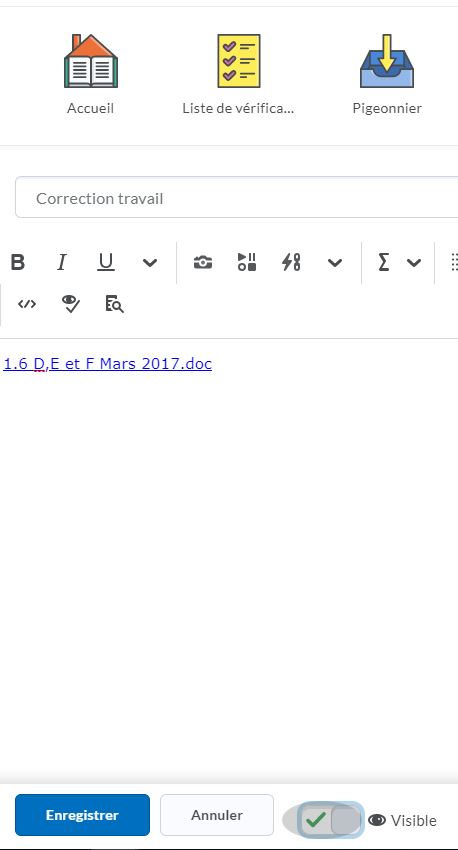 Accueil
Liste de vérifica...
Pigeonnier
Correction travail
B I U Σ
</>
1.6 D,E et F Mars 2017.doc
Enregistrer
Annuler
Visible